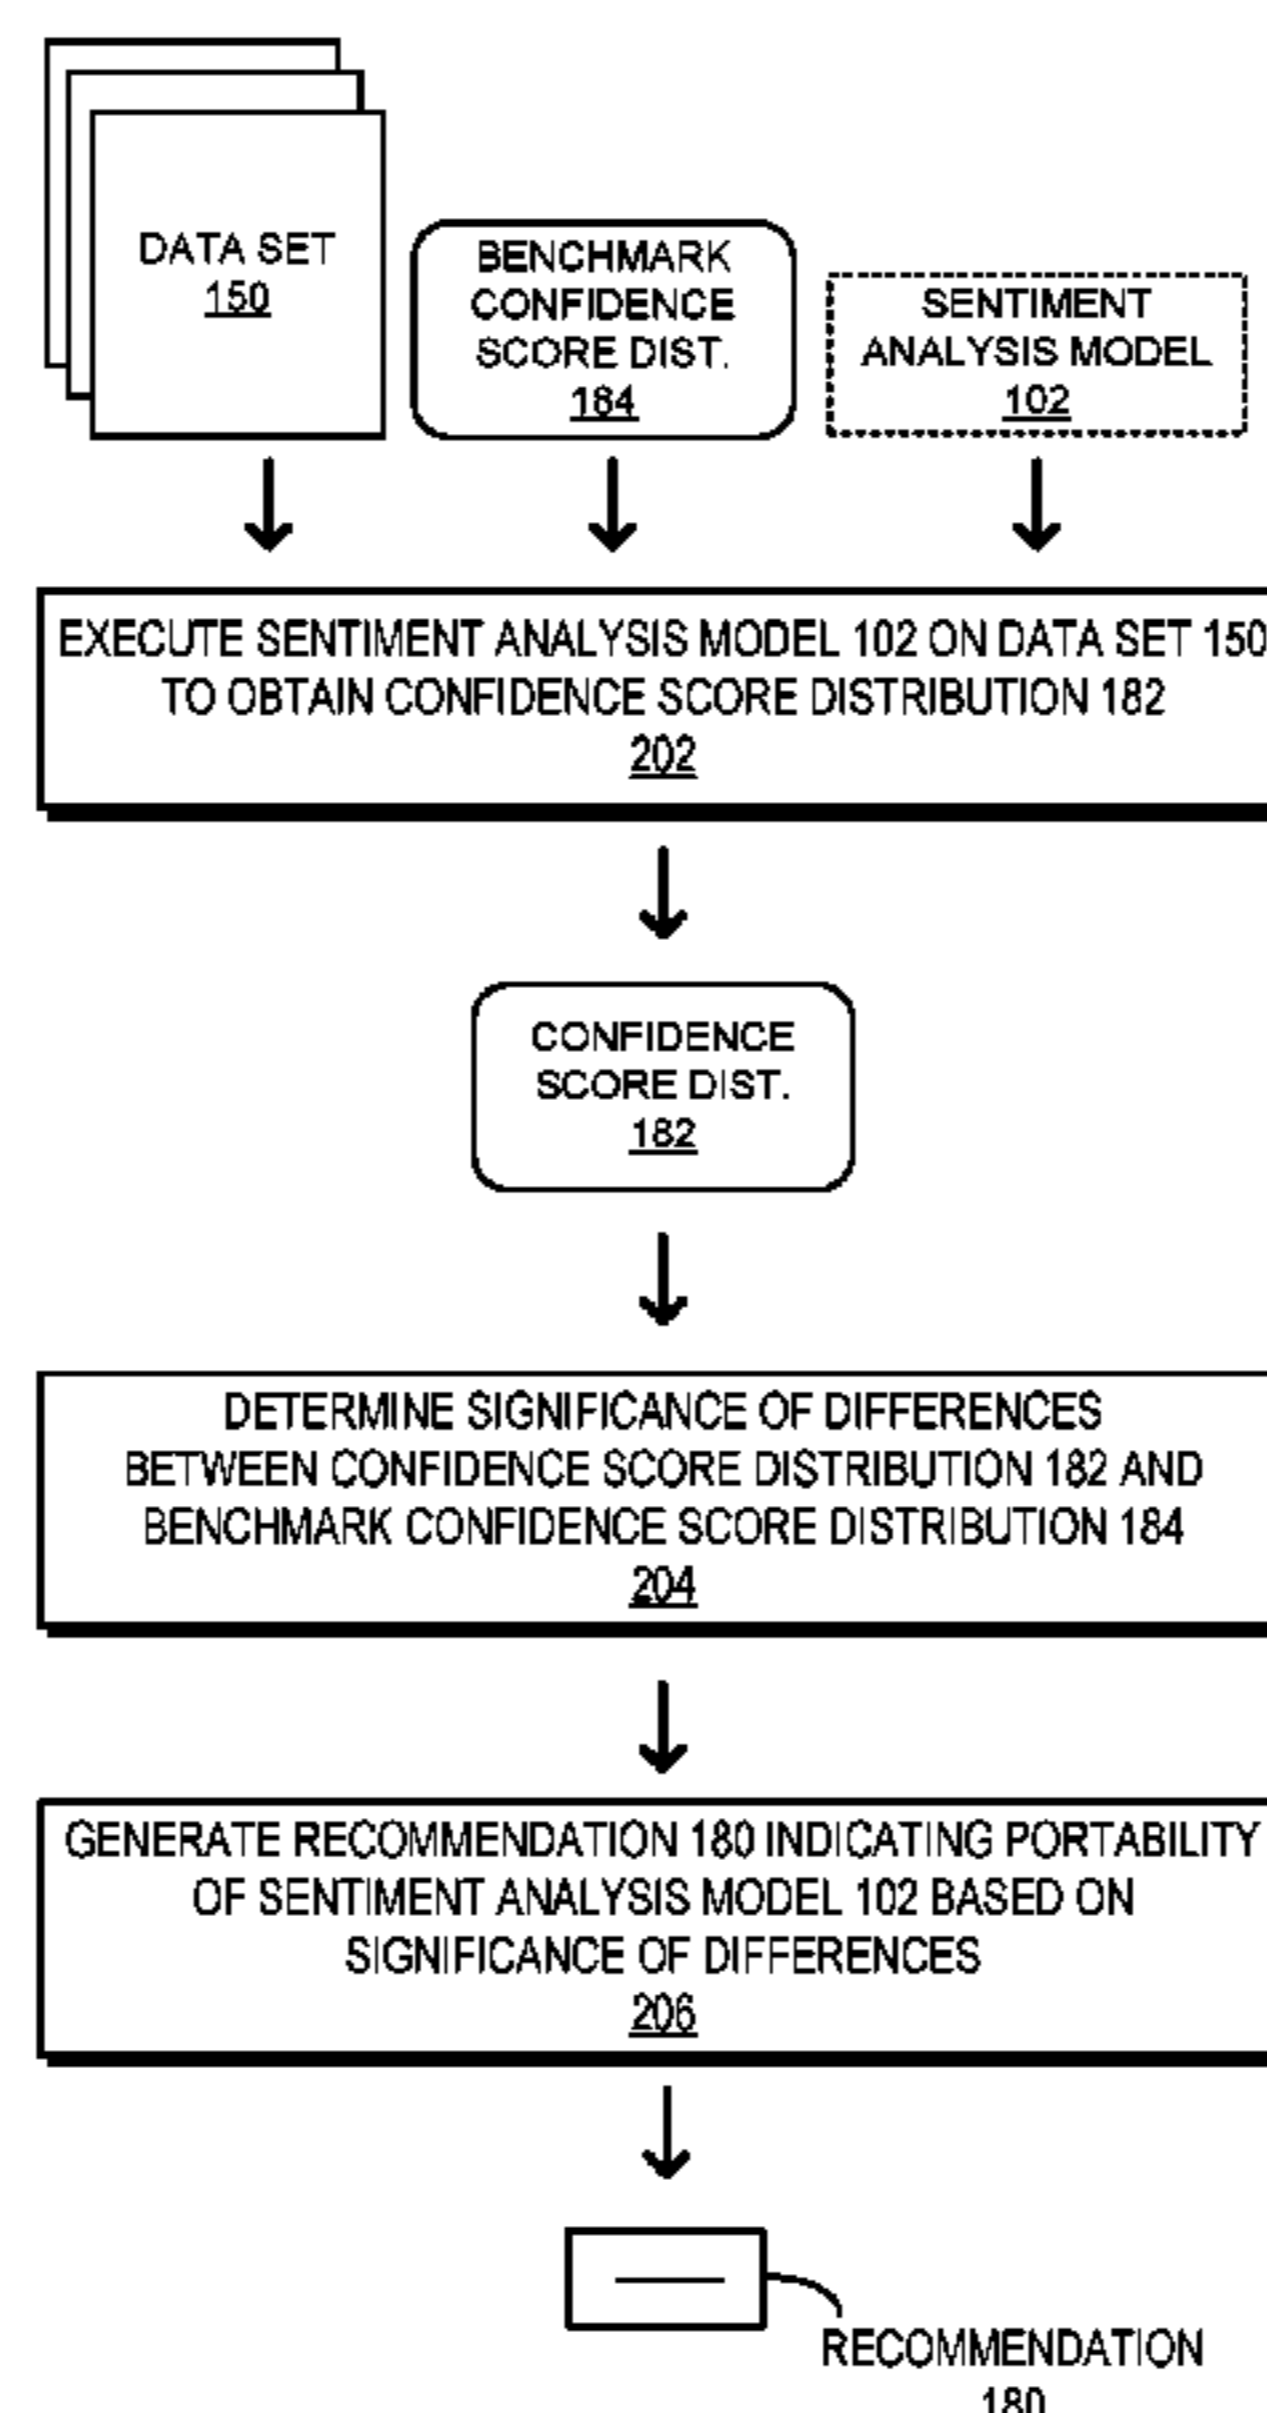 DATA SET
150
BENCHMARK
CONFIDENCE
SCORE DIST.
184
SENTIMENT
ANALYSIS MODEL
102
EXECUTE SENTIMENT ANALYSIS MODEL 102 ON DATA SET 150
TO OBTAIN CONFIDENCE SCORE DISTRIBUTION 182
202
CONFIDENCE
SCORE DIST.
182
DETERMINE SIGNIFICANCE OF DIFFERENCES
BETWEEN CONFIDENCE SCORE DISTRIBUTION 182 AND
BENCHMARK CONFIDENCE SCORE DISTRIBUTION 184
204
GENERATE RECOMMENDATION 180 INDICATING PORTABILITY
OF SENTIMENT ANALYSIS MODEL 102 BASED ON
SIGNIFICANCE OF DIFFERENCES
206
RECOMMENDATION
180